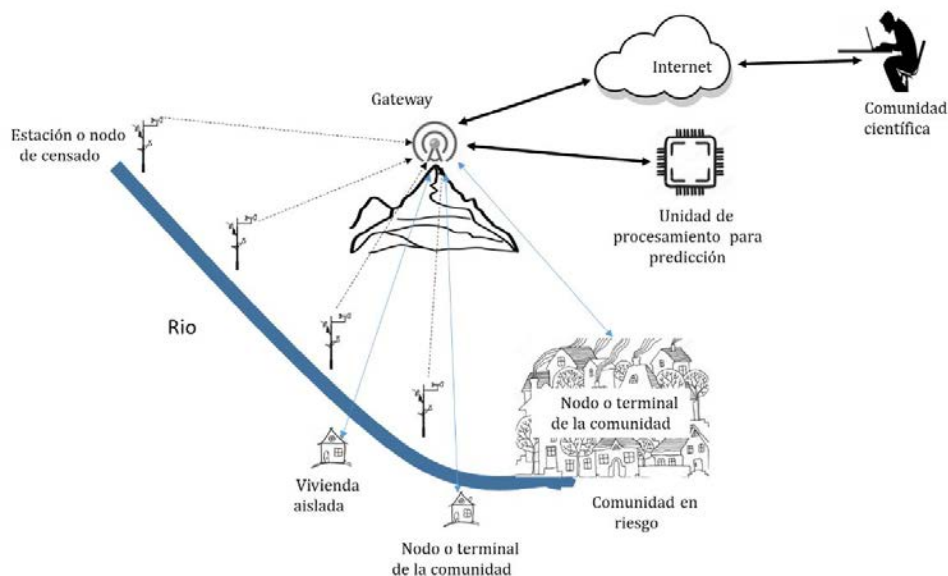 Internet
Gateway
Comunidad
científica
Estación o nodo
de censado
Unidad de
procesamiento para
predicción
Rio
Nodo o terminal
de la comunidad
Vivienda
aislada
Comunidad en
riesgo
Nodo o terminal
de la comunidad